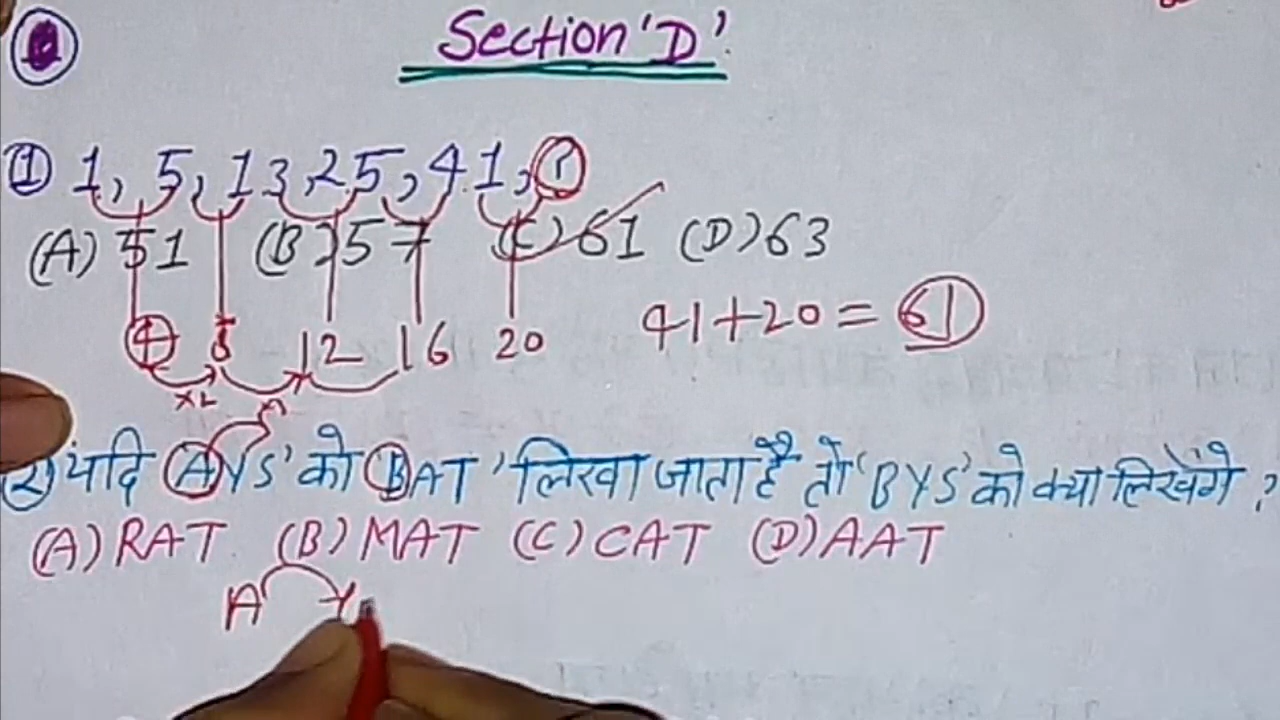 Section 'D'
① 1, 5, 13, 25, 41, ?
(A) 51 (B) 57 (C) 61 (D) 63
4 8 12 16 20 41+20 = 61
×2
② यदि 'AYS' को 'BAT' लिखा जाता है तो 'BYS' को क्या लिखेंगे ?
(A) RAT (B) MAT (C) CAT (D) AAT
A